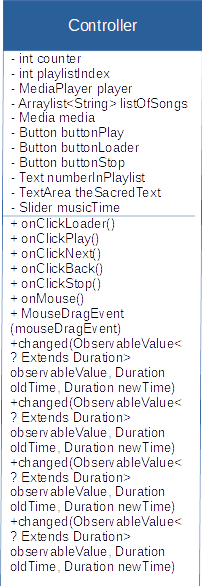 Controller
- int counter
- int playlistIndex
- MediaPlayer player
- Arraylist<String> listOfSongs
- Media media
- Button buttonPlay
- Button buttonLoader
- Button buttonStop
- Text numberInPlaylist
- TextArea theSacredText
- Slider musicTime
+ onClickLoader()
+ onClickPlay()
+ onClickNext()
+ onClickBack()
+ onClickStop()
+ onMouse()
+ MouseDragEvent
(mouseDragEvent)
+changed(ObservableValue<
? Extends Duration>
observableValue, Duration
oldTime, Duration newTime)
+changed(ObservableValue<
? Extends Duration>
observableValue, Duration
oldTime, Duration newTime)
+changed(ObservableValue<
? Extends Duration>
observableValue, Duration
oldTime, Duration newTime)
+changed(ObservableValue<
? Extends Duration>
observableValue, Duration
oldTime, Duration newTime)